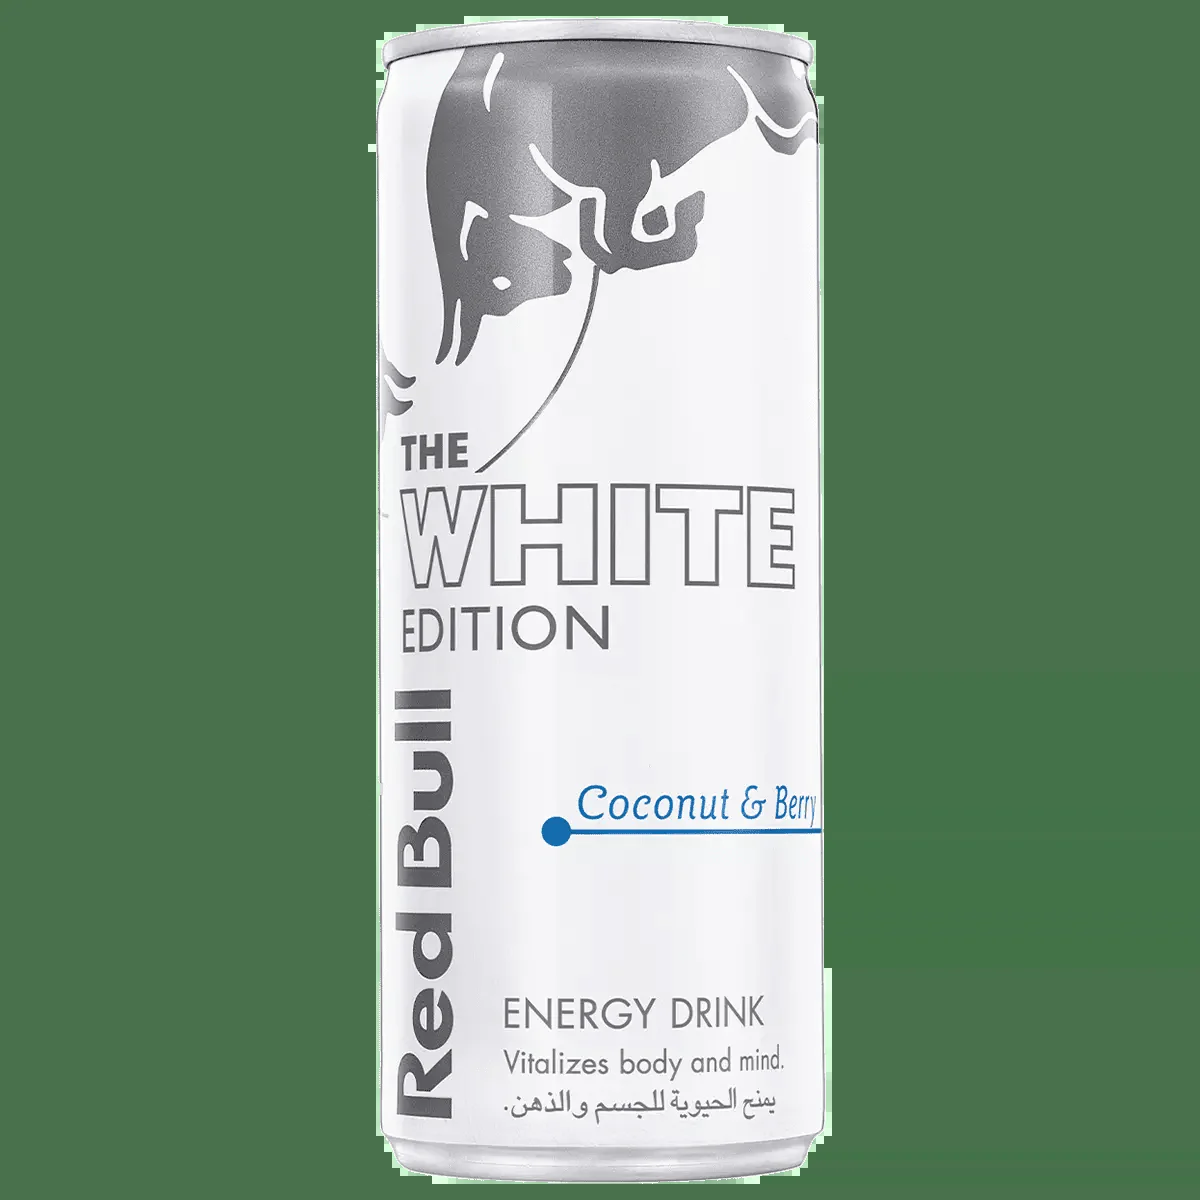 THE
WHITE
EDITION
Red Bull
Coconut & Berry
ENERGY DRINK
Vitalizes body and mind.
يمنح الحيوية للجسم والذهن.